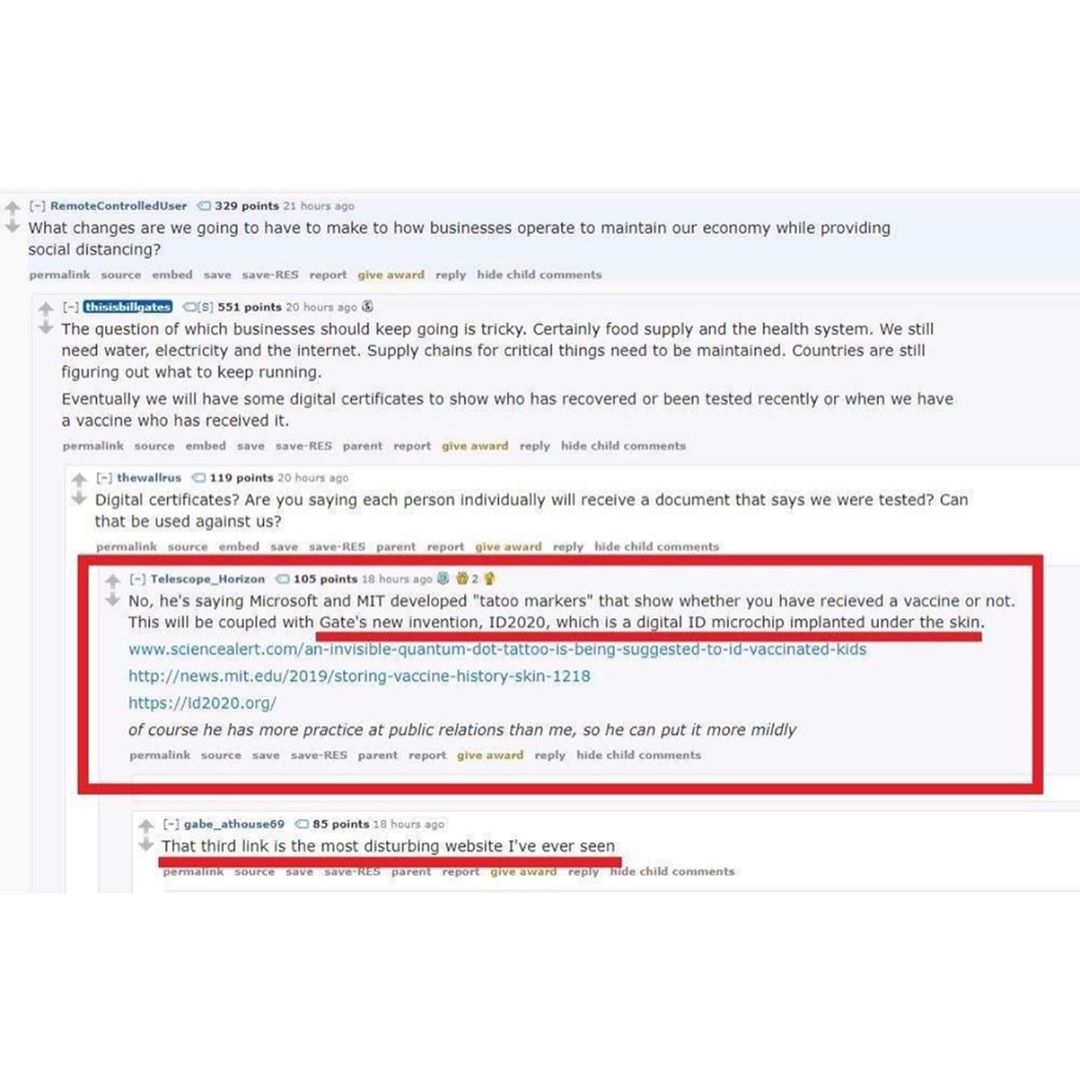 [-] RemoteControlledUser 329 points 21 hours ago
What changes are we going to have to make to how businesses operate to maintain our economy while providing
social distancing?
permalink source embed save save-RES report give award reply hide child comments
[-] thisisbillgates [S] 551 points 20 hours ago
The question of which businesses should keep going is tricky. Certainly food supply and the health system. We still
need water, electricity and the internet. Supply chains for critical things need to be maintained. Countries are still
figuring out what to keep running.
Eventually we will have some digital certificates to show who has recovered or been tested recently or when we have
a vaccine who has received it.
permalink source embed save save-RES parent report give award reply hide child comments
[-] thewallrus 119 points 20 hours ago
Digital certificates? Are you saying each person individually will receive a document that says we were tested? Can
that be used against us?
permalink source embed save save-RES parent report give award reply hide child comments
[-] Telescope_Horizon 105 points 18 hours ago 2
No, he's saying Microsoft and MIT developed "tatoo markers" that show whether you have recieved a vaccine or not.
This will be coupled with Gate's new invention, ID2020, which is a digital ID microchip implanted under the skin.
www.sciencealert.com/an-invisible-quantum-dot-tattoo-is-being-suggested-to-id-vaccinated-kids
http://news.mit.edu/2019/storing-vaccine-history-skin-1218
https://id2020.org/
of course he has more practice at public relations than me, so he can put it more mildly
permalink source save save-RES parent report give award reply hide child comments
[-] gabe_athouse69 85 points 18 hours ago
That third link is the most disturbing website I've ever seen
permalink source save save-RES parent report give award reply hide child comments